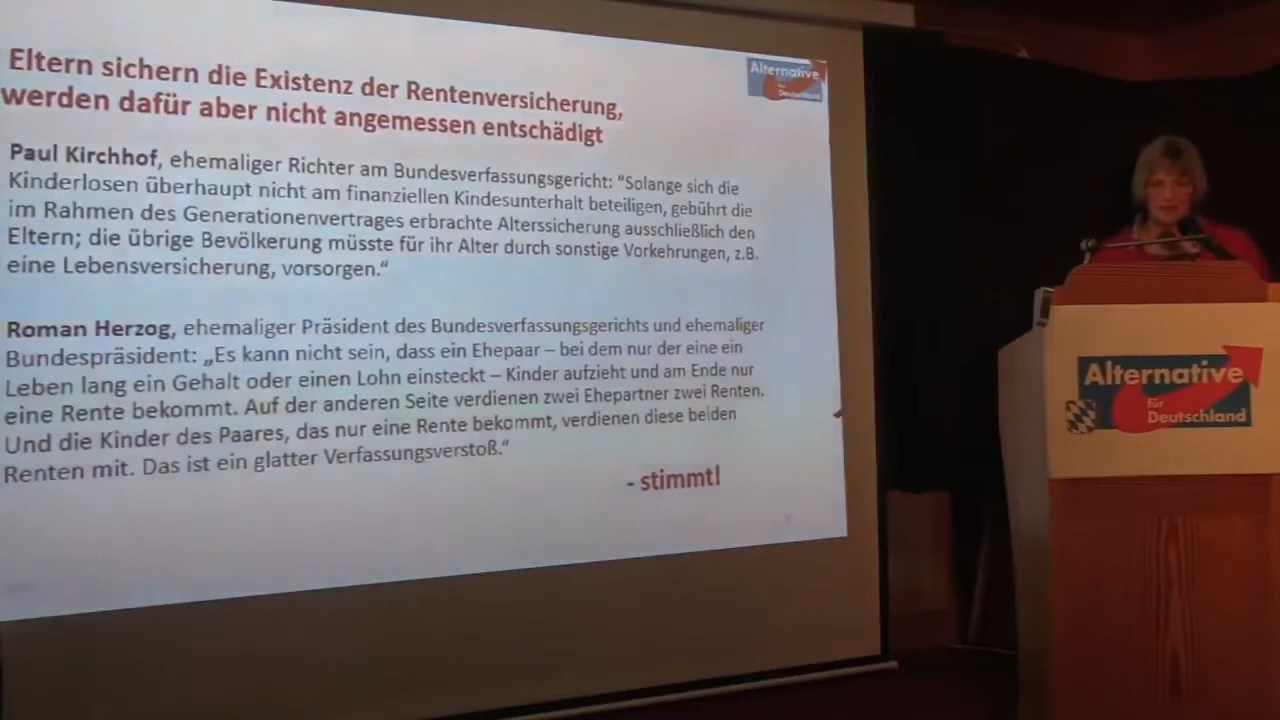 Eltern sichern die Existenz der Rentenversicherung,
werden dafür aber nicht angemessen entschädigt
Alternative
für
Deutschland
Paul Kirchhof, ehemaliger Richter am Bundesverfassungsgericht: “Solange sich die
Kinderlosen überhaupt nicht am finanziellen Kindesunterhalt beteiligen, gebührt die
im Rahmen des Generationenvertrages erbrachte Alterssicherung ausschließlich den
Eltern; die übrige Bevölkerung müsste für ihr Alter durch sonstige Vorkehrungen, z.B.
eine Lebensversicherung, vorsorgen.“
Roman Herzog, ehemaliger Präsident des Bundesverfassungsgerichts und ehemaliger
Bundespräsident: „Es kann nicht sein, dass ein Ehepaar – bei dem nur der eine ein
Leben lang ein Gehalt oder einen Lohn einsteckt – Kinder aufzieht und am Ende nur
eine Rente bekommt. Auf der anderen Seite verdienen zwei Ehepartner zwei Renten.
Und die Kinder des Paares, das nur eine Rente bekommt, verdienen diese beiden
Renten mit. Das ist ein glatter Verfassungsverstoß.“
- stimmt!
Alternative
für
Deutschland